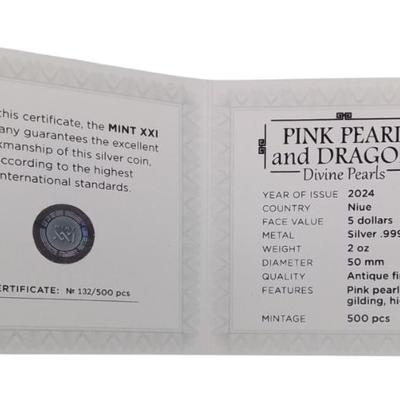 this certificate, the MINT XXI
any guarantees the excellent
kmanship of this silver coin,
according to the highest
international standards.
MINT
XXI
CERTIFICATE: № 132/500 pcs
PINK PEARL
and DRAGO
Divine Pearls
YEAR OF ISSUE 2024
COUNTRY Niue
FACE VALUE 5 dollars
METAL Silver .999
WEIGHT 2 oz
DIAMETER 50 mm
QUALITY Antique fi
FEATURES Pink pearl
gilding, hi
MINTAGE 500 pcs